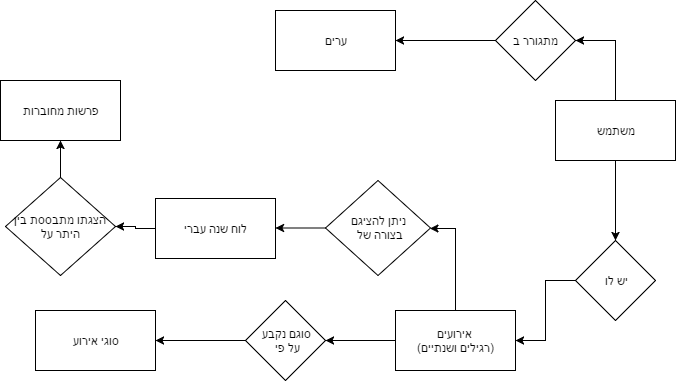 ערים
מתגורר ב
פרשות מחוברות
משתמש
הצגתו מתבססת בין
היתר על
לוח שנה עברי
ניתן להציגם
בצורה של
יש לו
סוגי אירוע
סוגם נקבע
על פי
אירועים
(רגילים ושנתיים)